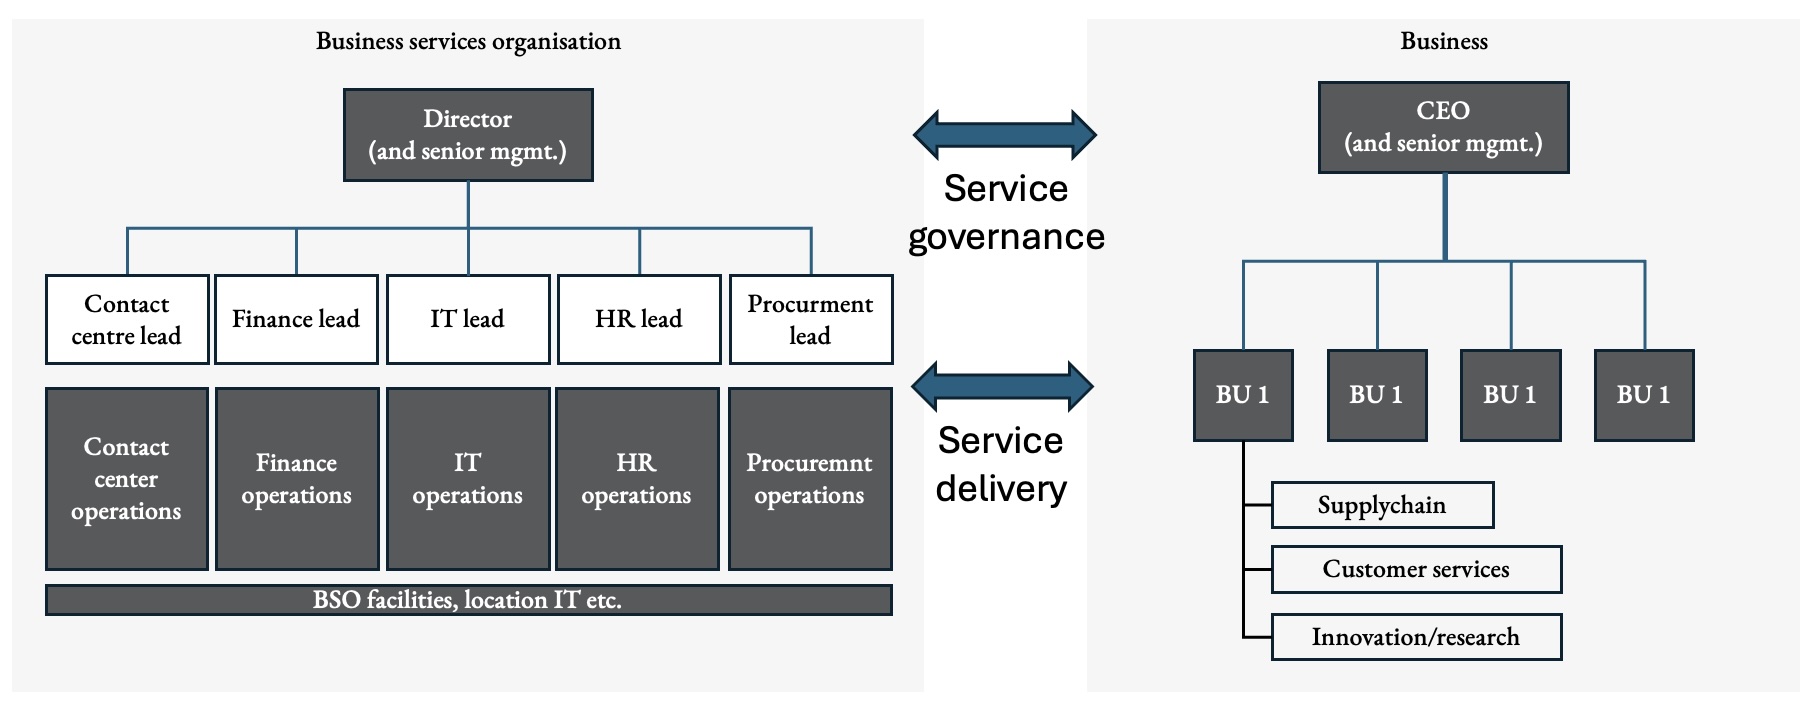 Business services organisation
Director
(and senior mgmt.)
Contact
centre lead
Finance lead
IT lead
HR lead
Procurment
lead
Contact
center
operations
Finance
operations
IT
operations
HR
operations
Procuremnt
operations
BSO facilities, location IT etc.
Service
governance
Service
delivery
Business
CEO
(and senior mgmt.)
BU 1
BU 1
BU 1
BU 1
Supplychain
Customer services
Innovation/research